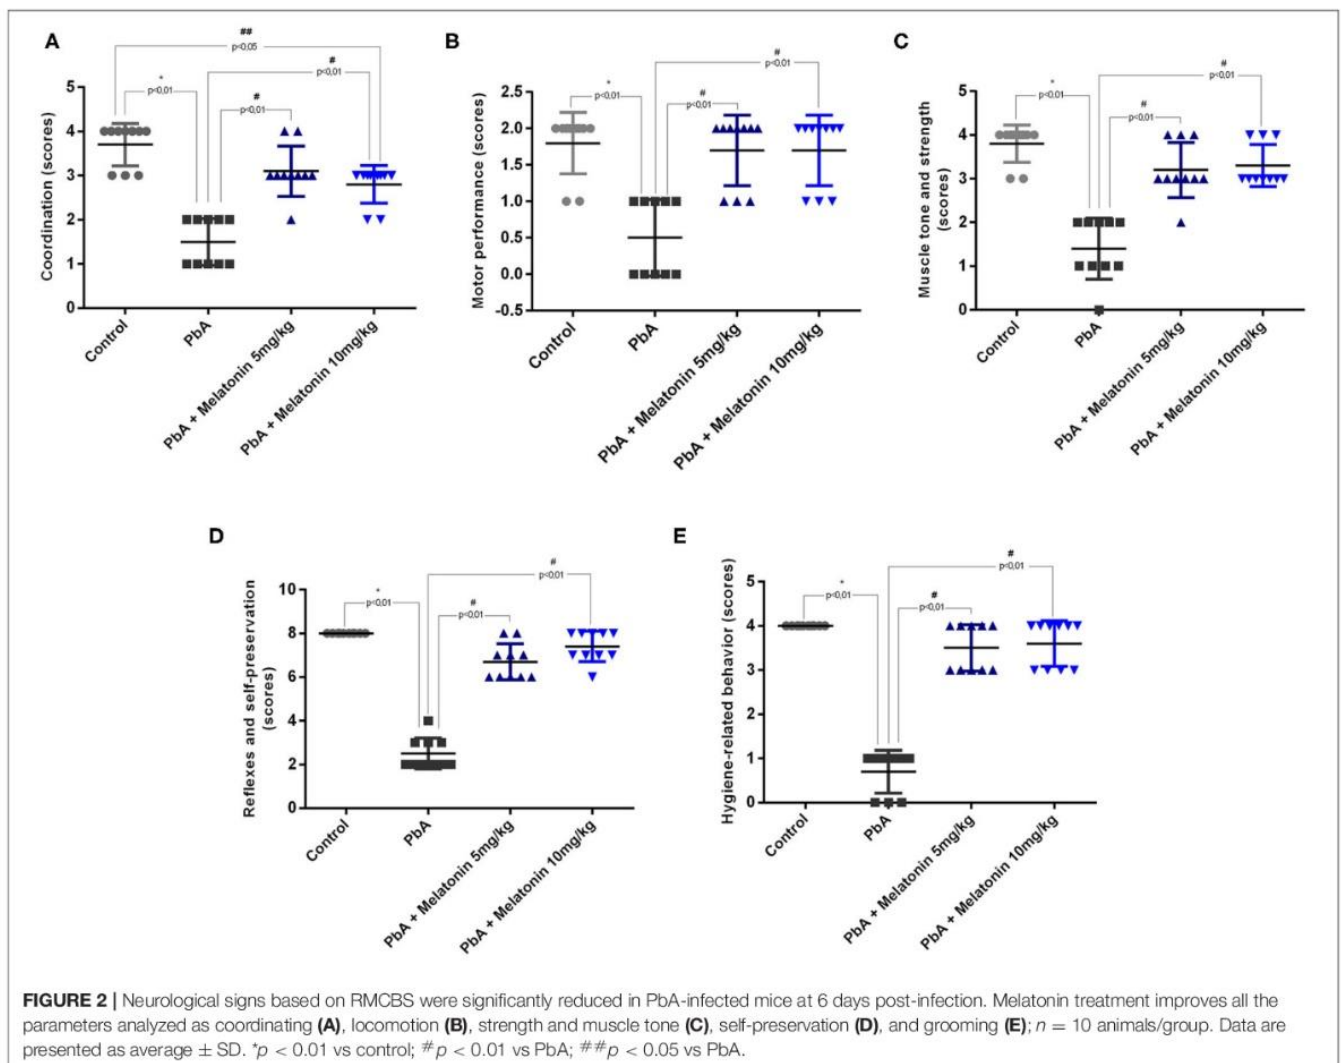 A
##
p<0.05
#
p<0.01
*
p<0.01
#
p<0.01
Coordination (scores)
5
4
3
2
1
0
Control
PbA
PbA + Melatonin 5mg/kg
PbA + Melatonin 10mg/kg
B
#
p<0.01
*
p<0.01
#
p<0.01
Motor performance (scores)
2.5
2.0
1.5
1.0
0.5
0.0
-0.5
Control
PbA
PbA + Melatonin 5mg/kg
PbA + Melatonin 10mg/kg
C
#
p<0.01
*
p<0.01
#
p<0.01
Muscle tone and strength
(scores)
5
4
3
2
1
0
Control
PbA
PbA + Melatonin 5mg/kg
PbA + Melatonin 10mg/kg
D
#
p<0.01
*
p<0.01
#
p<0.01
Reflexes and self-preservation
(scores)
10
8
6
4
2
0
Control
PbA
PbA + Melatonin 5mg/kg
PbA + Melatonin 10mg/kg
E
#
p<0.01
*
p<0.01
#
p<0.01
Hygiene-related behavior (scores)
5
4
3
2
1
0
Control
PbA
PbA + Melatonin 5mg/kg
PbA + Melatonin 10mg/kg
FIGURE 2 | Neurological signs based on RMCBS were significantly reduced in PbA-infected mice at 6 days post-infection. Melatonin treatment improves all the
parameters analyzed as coordinating (A), locomotion (B), strength and muscle tone (C), self-preservation (D), and grooming (E); n = 10 animals/group. Data are
presented as average ± SD. *p < 0.01 vs control; #p < 0.01 vs PbA; ##p < 0.05 vs PbA.